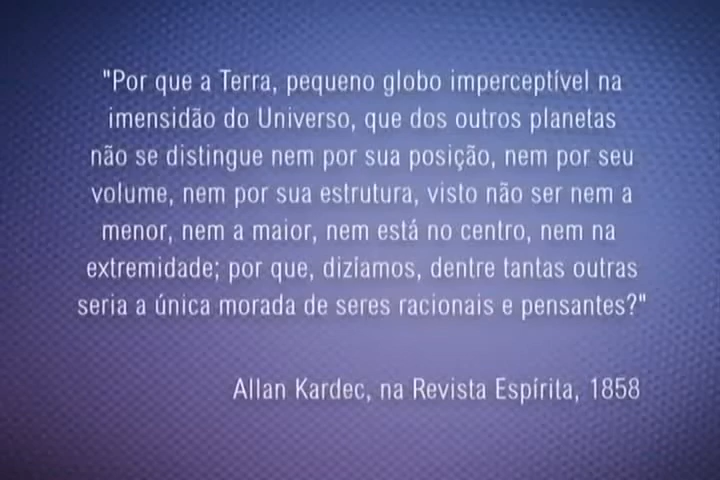 "Por que a Terra, pequeno globo imperceptível na
imensidão do Universo, que dos outros planetas
não se distingue nem por sua posição, nem por seu
volume, nem por sua estrutura, visto não ser nem a
menor, nem a maior, nem está no centro, nem na
extremidade; por que, dizíamos, dentre tantas outras
seria a única morada de seres racionais e pensantes?"
Allan Kardec, na Revista Espírita, 1858